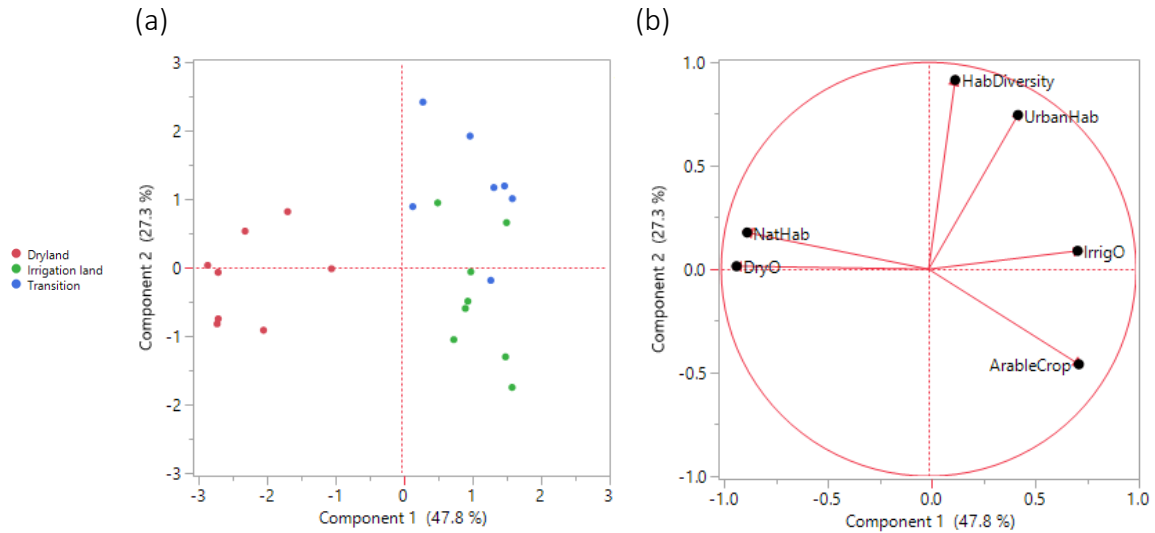 (a)
(b)
Dryland
Irrigation land
Transition
Component 2 (27.3 %)
3
2
1
0
-1
-2
-3
-3
-2
-1
0
1
2
3
Component 1 (47.8 %)
Component 2 (27.3 %)
1.0
0.5
0.0
-0.5
-1.0
HabDiversity
UrbanHab
NatHab
IrrigO
DryO
ArableCrop
-1.0
-0.5
0.0
0.5
1.0
Component 1 (47.8 %)